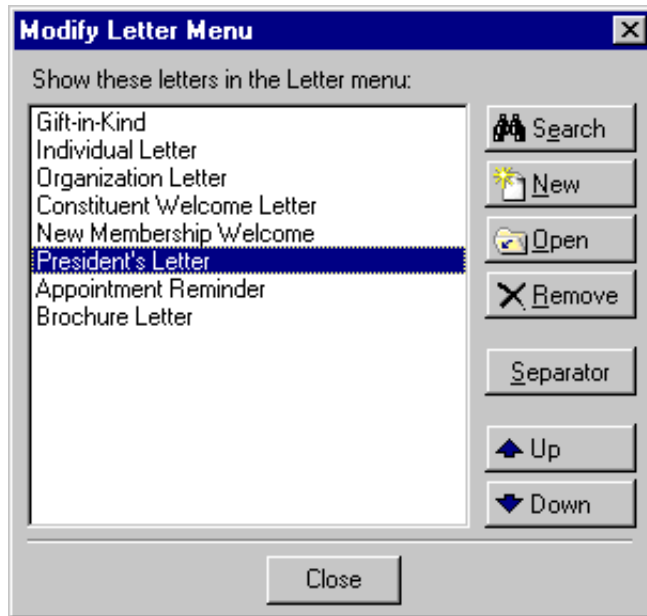 Modify Letter Menu
Show these letters in the Letter menu:
Gift-in-Kind
Individual Letter
Organization Letter
Constituent Welcome Letter
New Membership Welcome
President's Letter
Appointment Reminder
Brochure Letter
Search
New
Open
Remove
Separator
Up
Down
Close